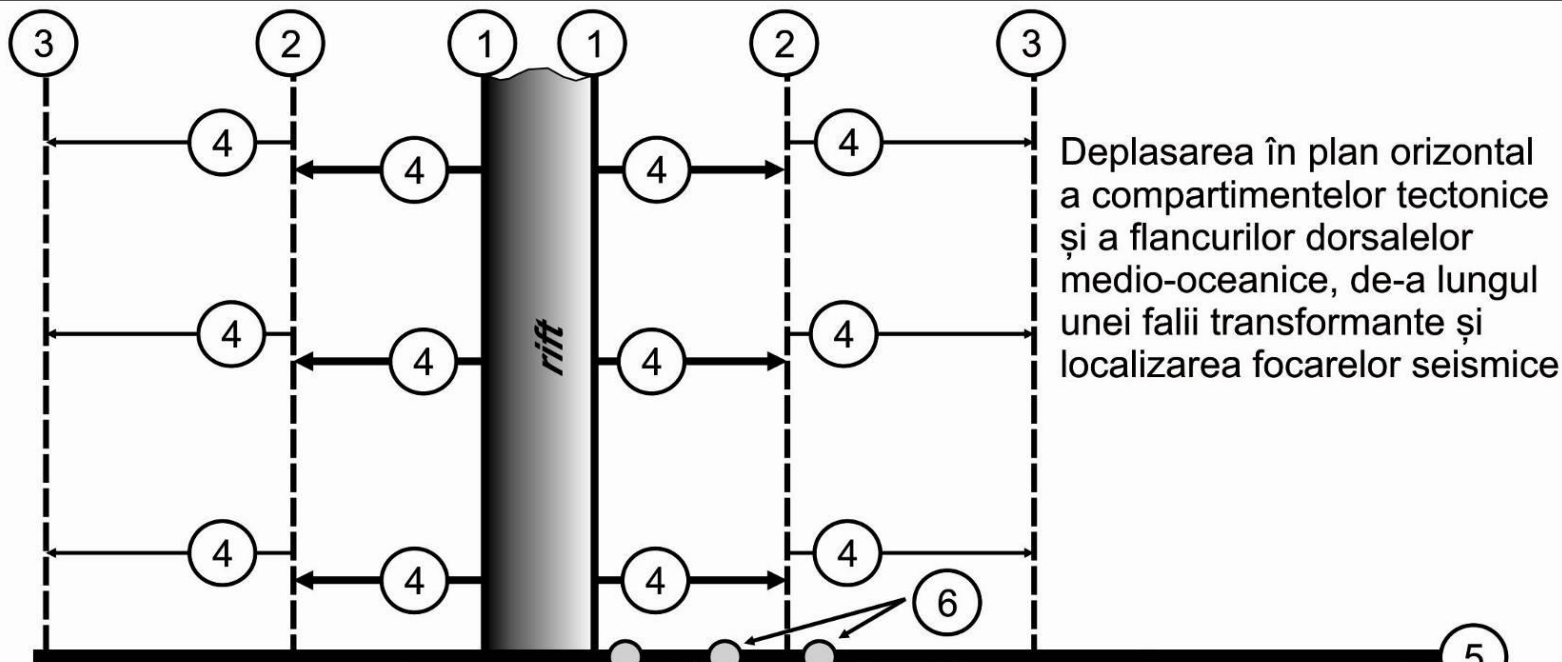 3 2 1 1 2 3
4 4
4 4
Deplasarea în plan orizontal
a compartimentelor tectonice
și a flancurilor dorsalelor
medio-oceanice, de-a lungul
unei falii transformante și
localizarea focarelor seismice
4 4
rift
4 4
4 4
4 4
6
5